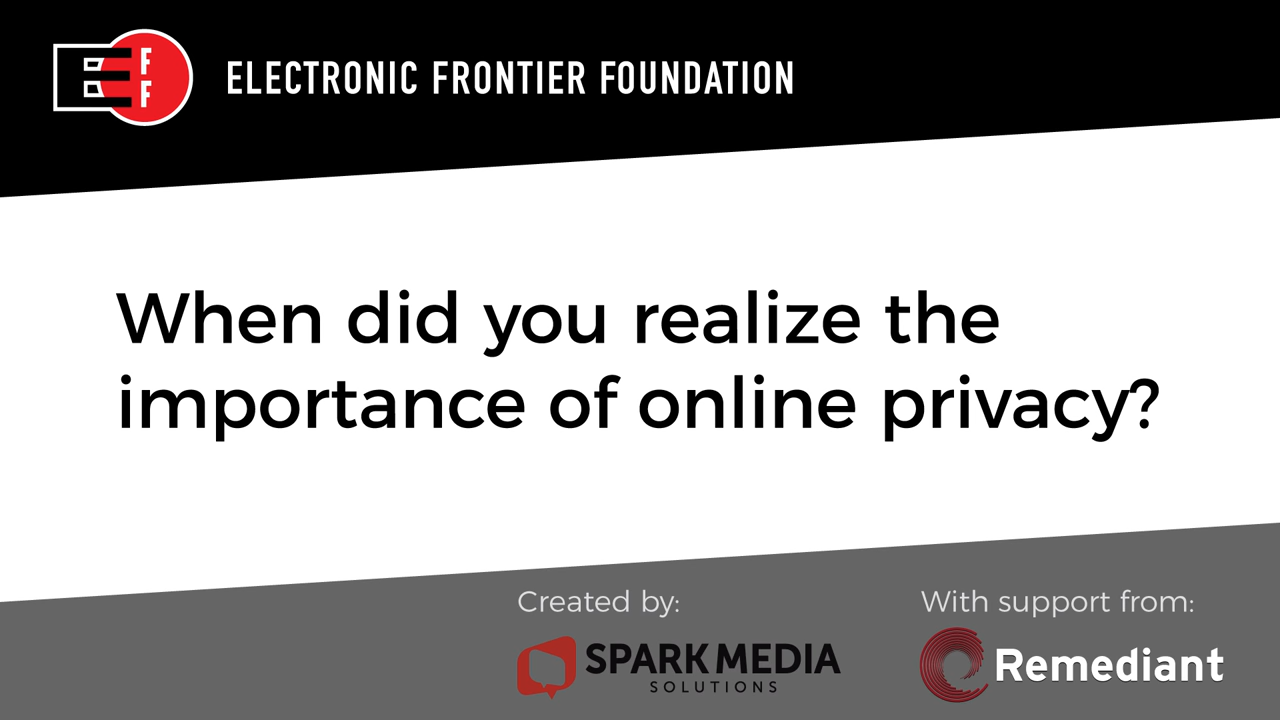 EFF
ELECTRONIC FRONTIER FOUNDATION
When did you realize the
importance of online privacy?
Created by:
With support from:
SPARK MEDIA
SOLUTIONS
Remediant